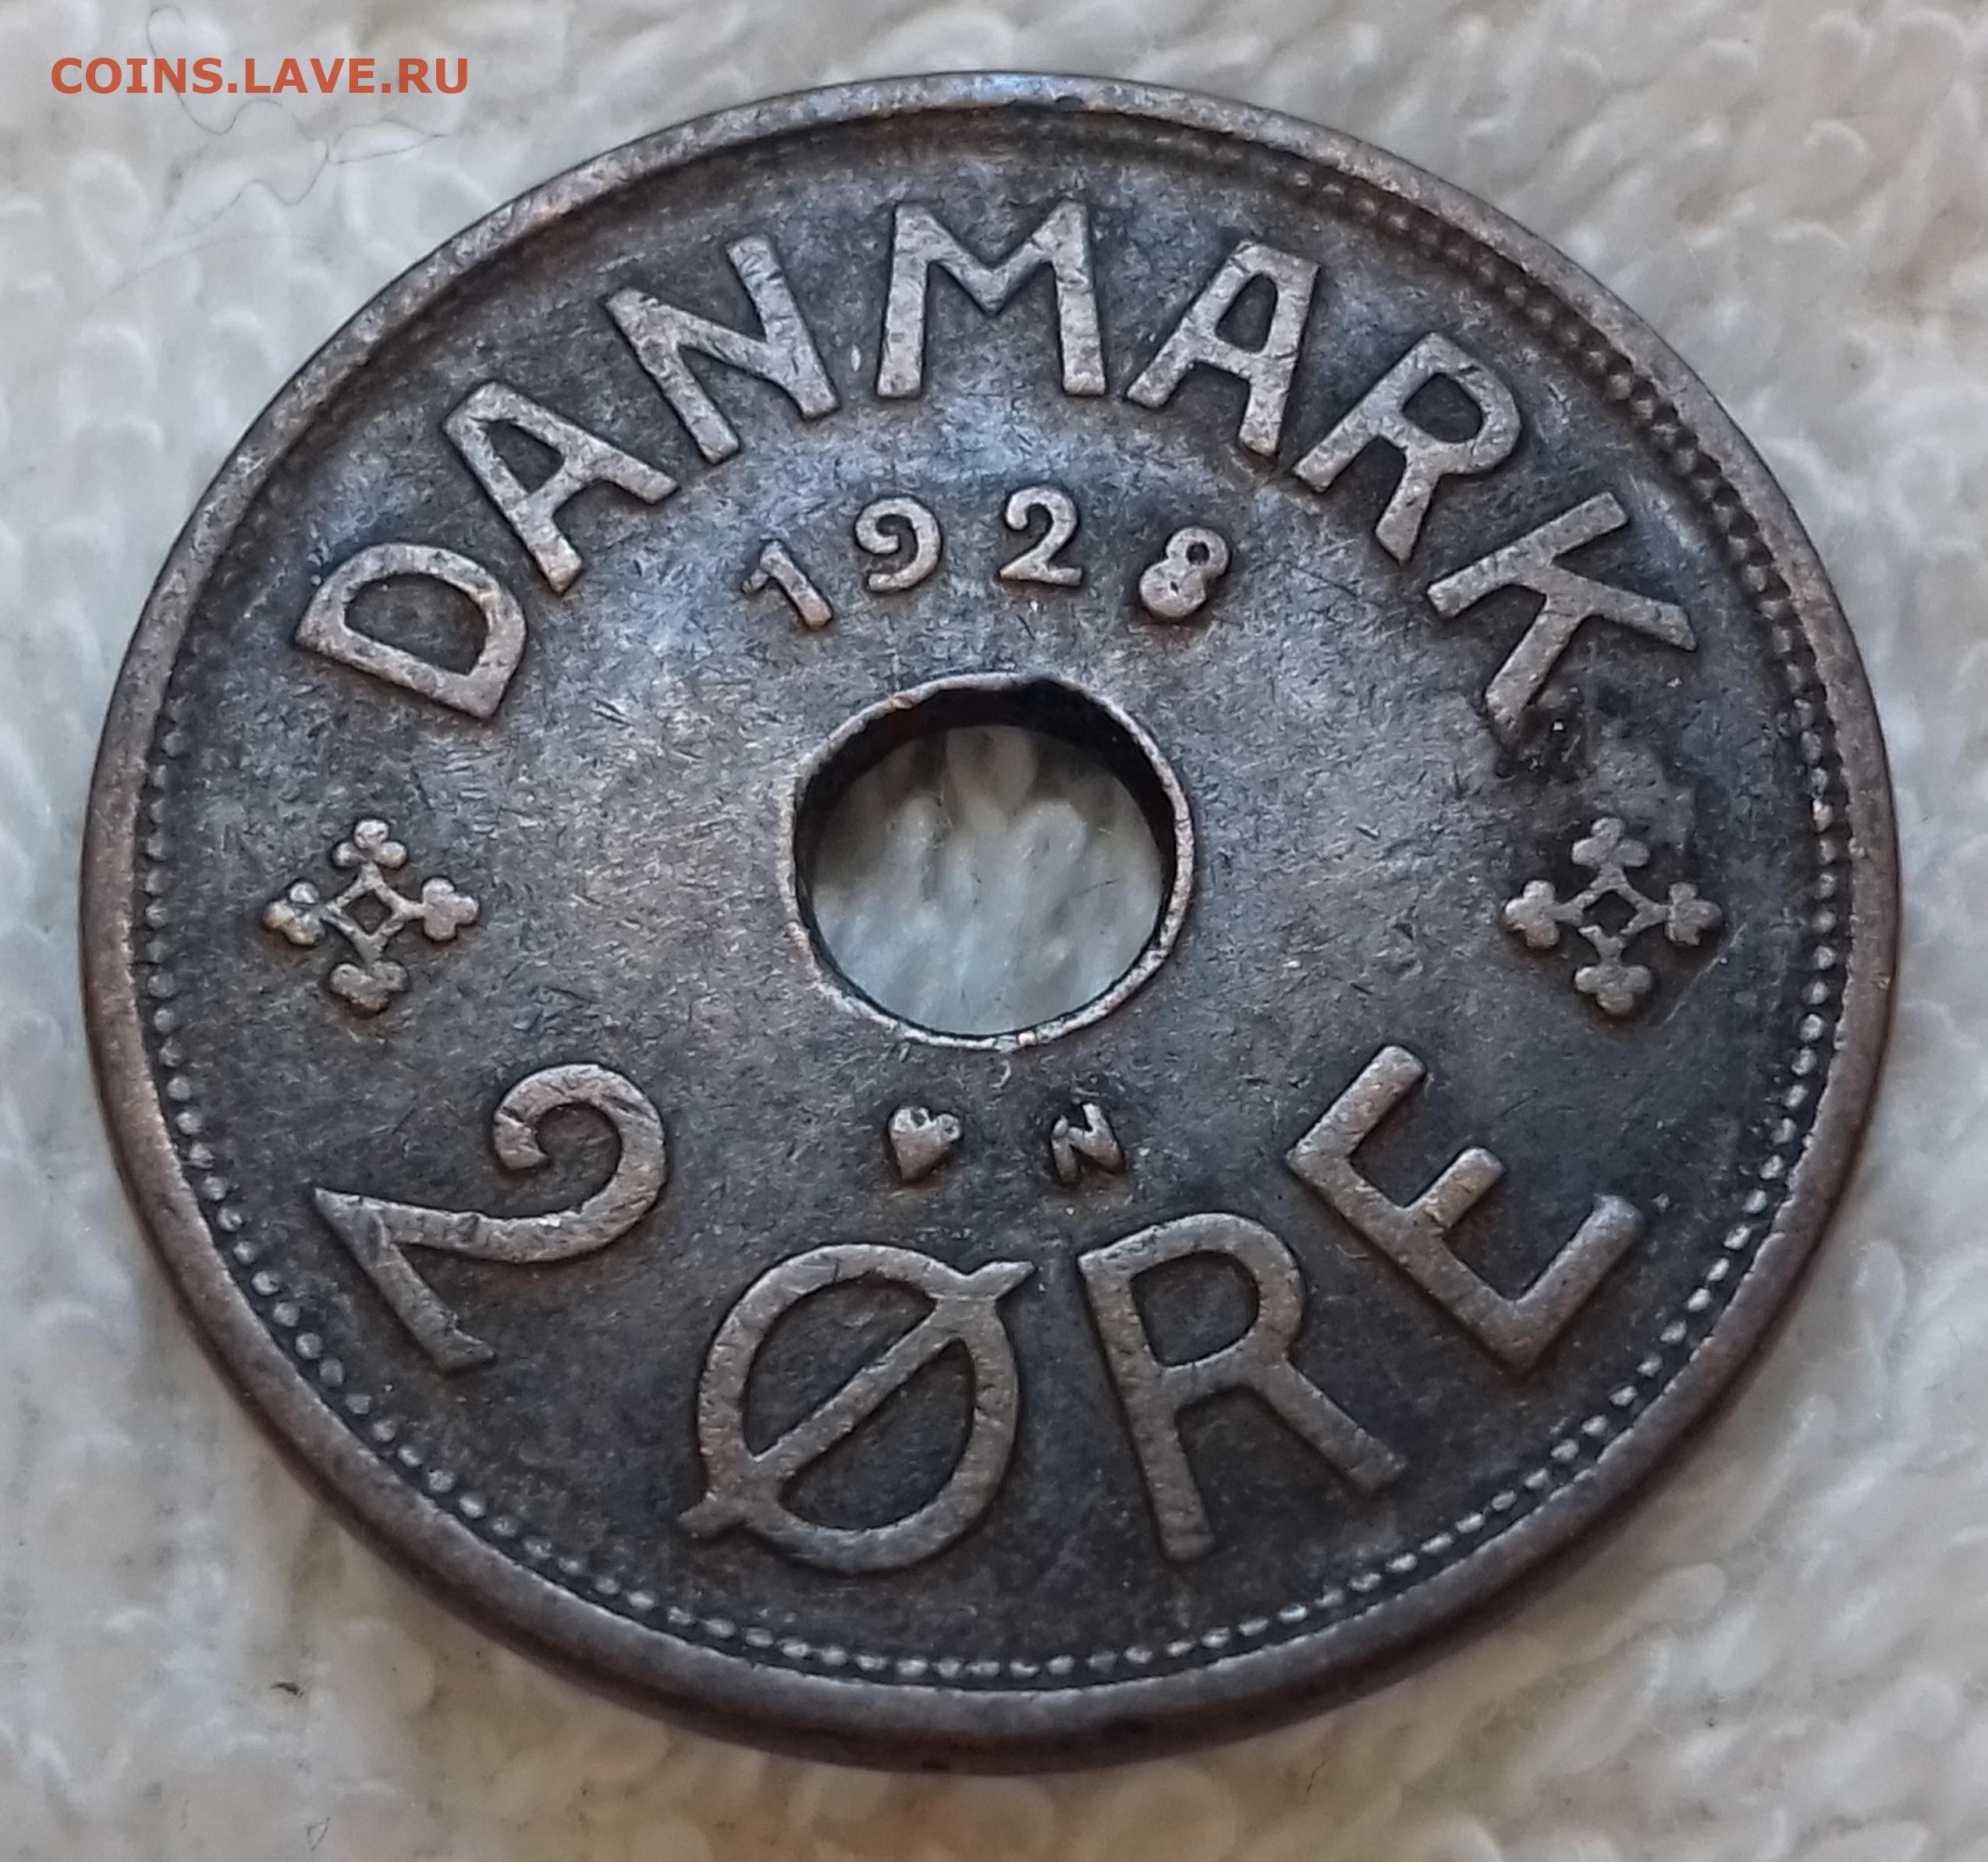 COINS.LAVE.RU
DANMARK
1928
♥ N
2 ØRE